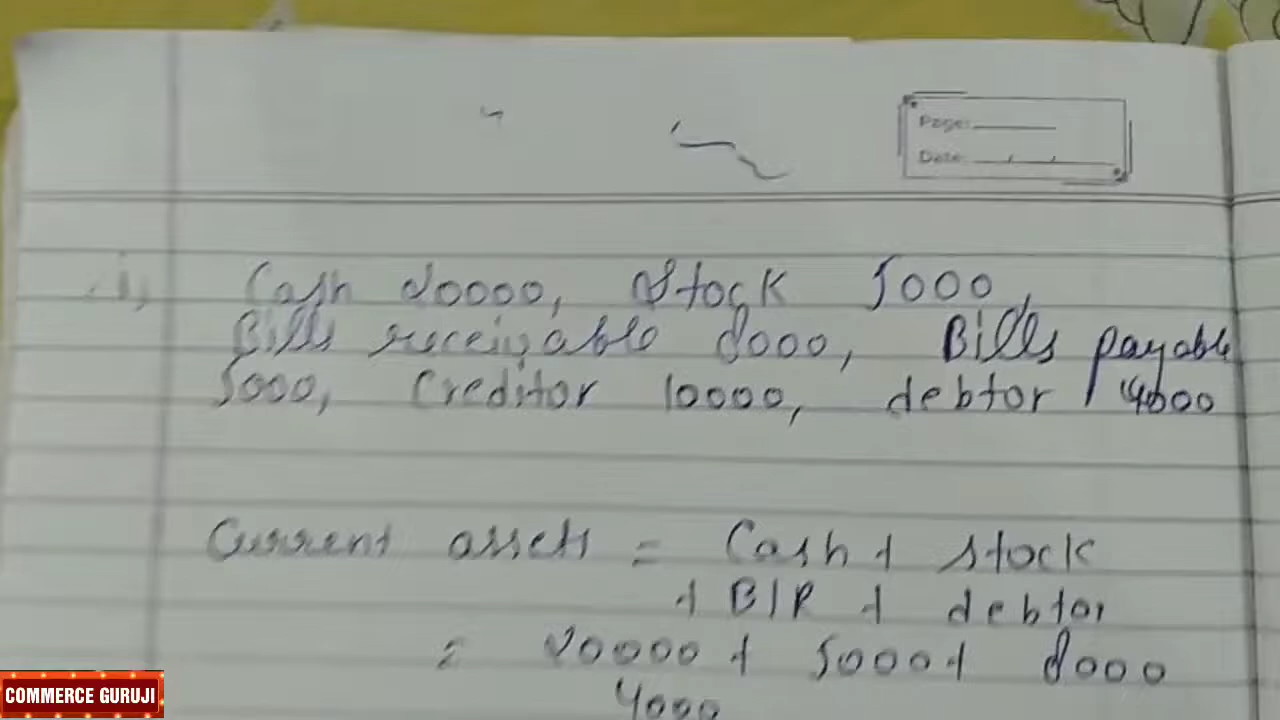 Page:
Date:
i,
Cash 20000, Stock 5000,
Bills receivable 8000, Bills payable
5000, Creditor 10000, debtor 4000
Current assets = Cash + stock
+ B/R + debtor
= 20000 + 5000 + 8000
4000
COMMERCE GURUJI